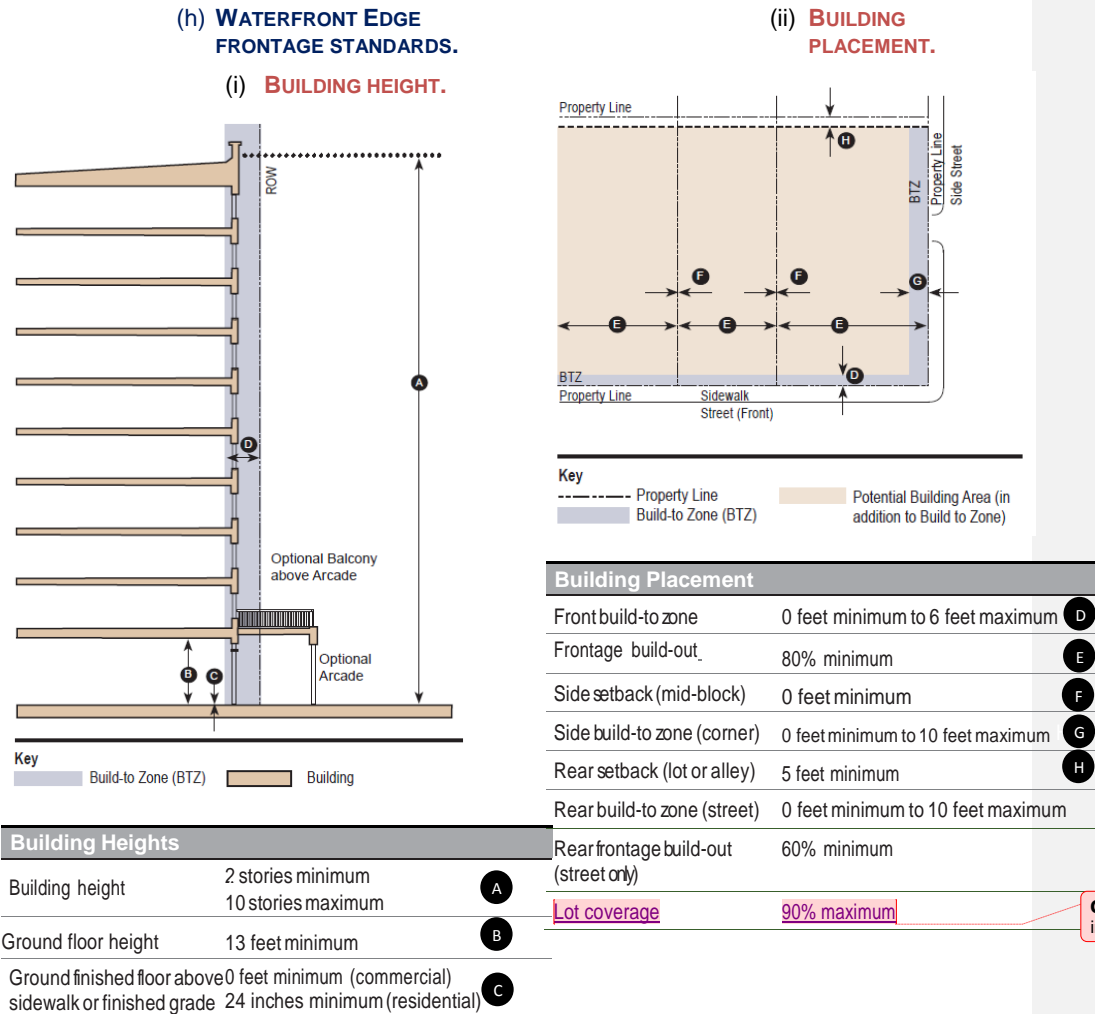 (h) WATERFRONT EDGE
FRONTAGE STANDARDS.
(i) BUILDING HEIGHT.
ROW
A
D
Optional Balcony
above Arcade
B
C
Optional
Arcade
Key
Build-to Zone (BTZ)
Building
Building Heights
Building height
2 stories minimum
10 stories maximum
A
Ground floor height
13 feet minimum
B
Ground finished floor above
sidewalk or finished grade
0 feet minimum (commercial)
24 inches minimum (residential)
C
(ii) BUILDING
PLACEMENT.
Property Line
H
BTZ
Property Line
Side Street
F
F
G
E
E
E
BTZ
D
Property Line
Sidewalk
Street (Front)
Key
Property Line
Build-to Zone (BTZ)
Potential Building Area (in
addition to Build to Zone)
Building Placement
Front build-to zone
0 feet minimum to 6 feet maximum
D
Frontage build-out
80% minimum
E
Side setback (mid-block)
0 feet minimum
F
Side build-to zone (corner)
0 feet minimum to 10 feet maximum
G
Rear setback (lot or alley)
5 feet minimum
H
Rear build-to zone (street)
0 feet minimum to 10 feet maximum
Rear frontage build-out
(street only)
60% minimum
Lot coverage
90% maximum